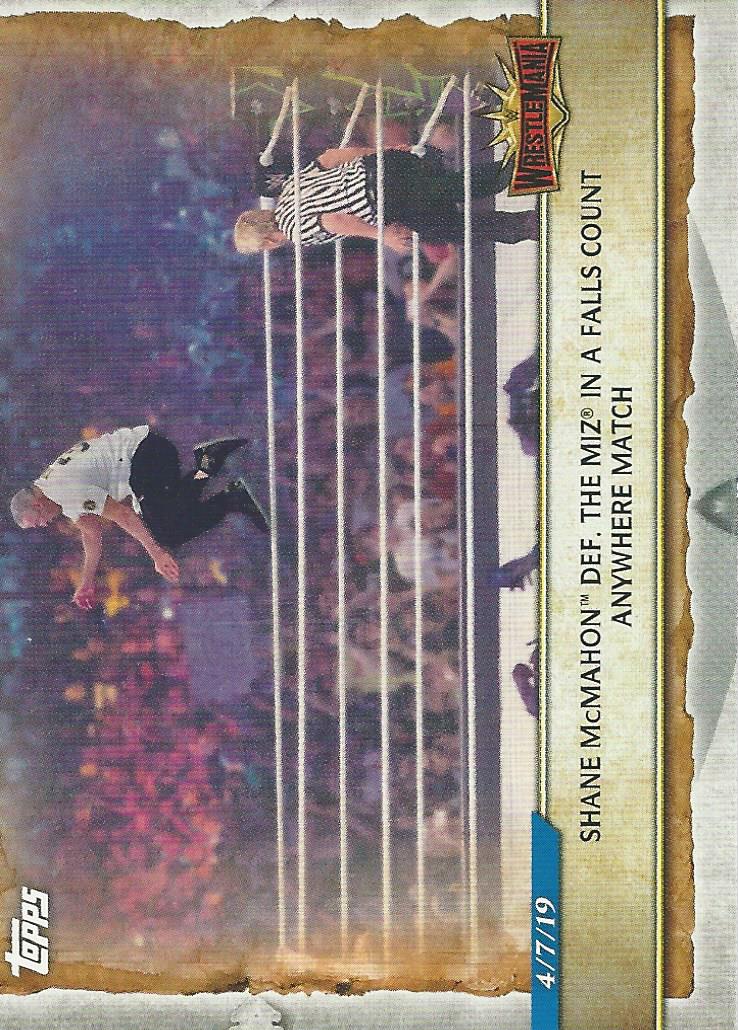 WRESTLEMANIA
SHANE McMAHON™ DEF. THE MIZ® IN A FALLS COUNT
ANYWHERE MATCH
4/7/19
topps